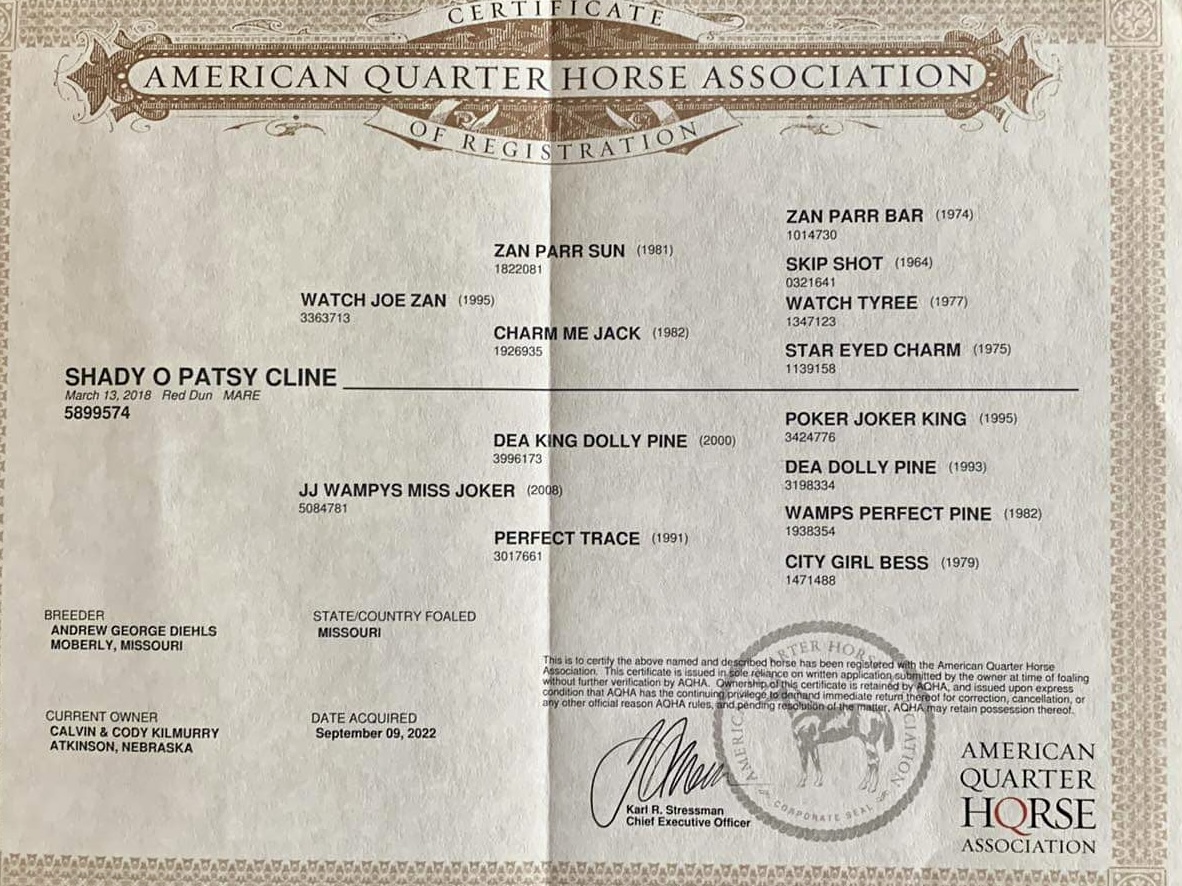 CERTIFICATE
AMERICAN QUARTER HORSE ASSOCIATION
OF REGISTRATION
ZAN PARR BAR (1974)
1014730
ZAN PARR SUN (1981)
1822081
SKIP SHOT (1964)
0321641
WATCH JOE ZAN (1995)
3363713
WATCH TYREE (1977)
1347123
CHARM ME JACK (1982)
1926935
STAR EYED CHARM (1975)
1139158
SHADY O PATSY CLINE
March 13, 2018 Red Dun MARE
5899574
POKER JOKER KING (1995)
3424776
DEA KING DOLLY PINE (2000)
3996173
DEA DOLLY PINE (1993)
3198334
JJ WAMPYS MISS JOKER (2008)
5084781
WAMPS PERFECT PINE (1982)
1938354
PERFECT TRACE (1991)
3017661
CITY GIRL BESS (1979)
1471488
BREEDER
ANDREW GEORGE DIEHLS
MOBERLY, MISSOURI
STATE/COUNTRY FOALED
MISSOURI
This is to certify the above named and described horse has been registered with the American Quarter Horse
Association. This certificate is issued in sole reliance on written application submitted by the owner at time of foaling
without further verification by AQHA. Ownership of this certificate is retained by AQHA, and issued upon express
condition that AQHA has the continuing privilege to demand immediate return thereof for correction, cancellation, or
any other official reason AQHA rules, and pending resolution of the matter, AQHA may retain possession thereof.
CURRENT OWNER
CALVIN & CODY KILMURRY
ATKINSON, NEBRASKA
DATE ACQUIRED
September 09, 2022
Karl R. Stressman
Chief Executive Officer
CORPORATE SEAL
AMERICAN
QUARTER
HORSE
ASSOCIATION